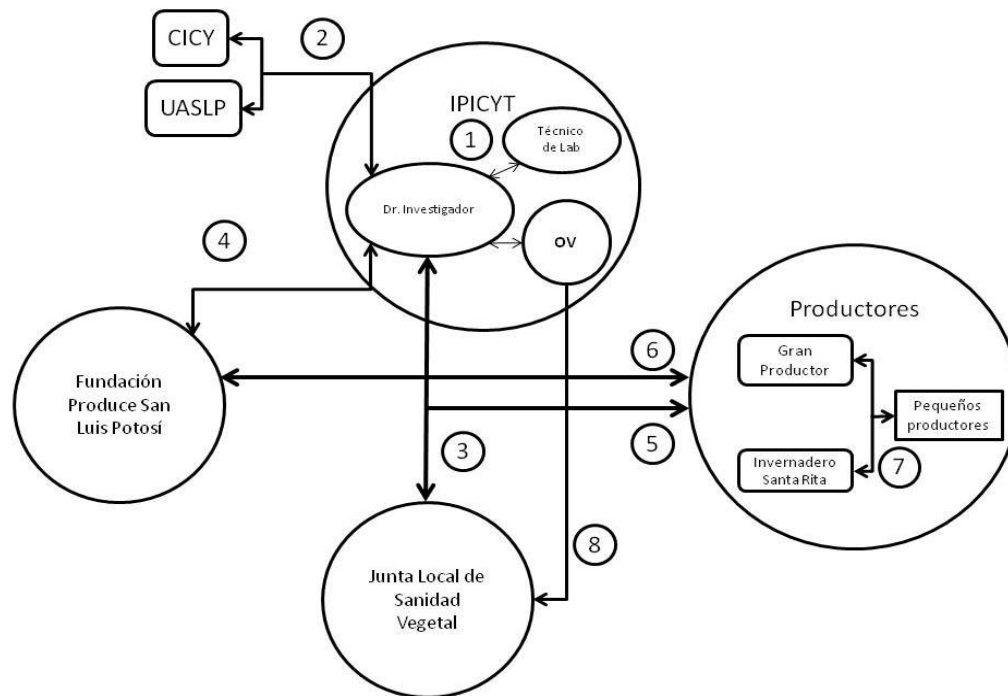 CICY
2
UASLP
IPICYT
1
Técnico
de Lab
Dr. Investigador
OV
4
Fundación
Produce San
Luis Potosí
6
5
3
Productores
Gran
Productor
Pequeños
productores
Invernadero
Santa Rita
7
8
Junta Local de
Sanidad
Vegetal